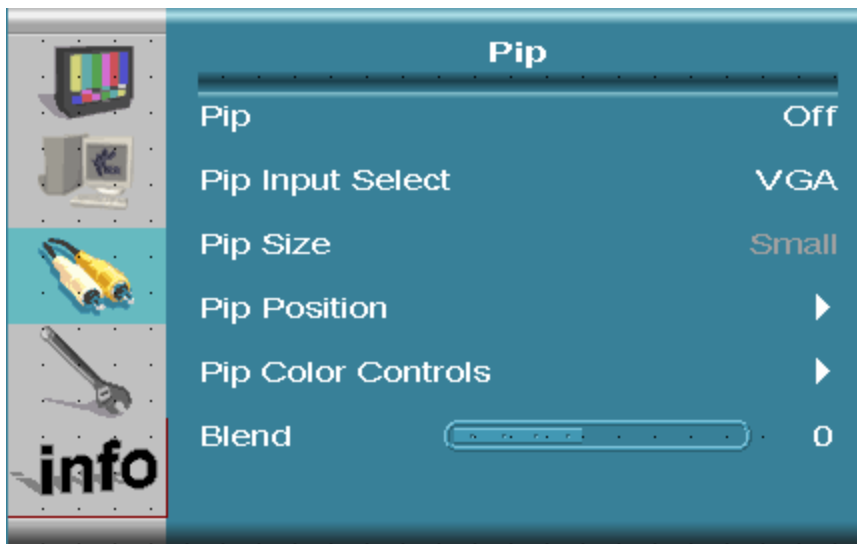 Pip
Pip Off
Pip Input Select VGA
Pip Size Small
Pip Position
Pip Color Controls
Blend 0
info